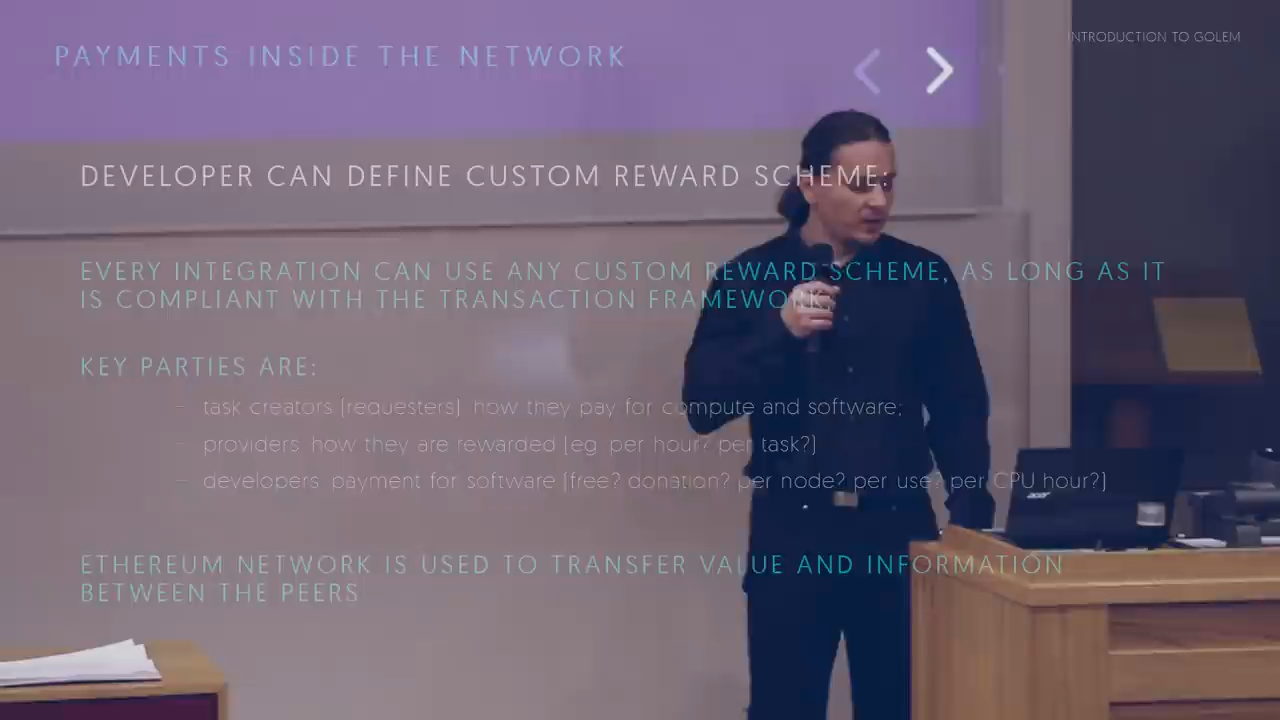 PAYMENTS INSIDE THE NETWORK
INTRODUCTION TO GOLEM
DEVELOPER CAN DEFINE CUSTOM REWARD SCHEME:
EVERY INTEGRATION CAN USE ANY CUSTOM REWARD SCHEME, AS LONG AS IT
IS COMPLIANT WITH THE TRANSACTION FRAMEWORK
KEY PARTIES ARE:
– task creators [requesters] how they pay for compute and software;
– providers how they are rewarded [eg per hour? per task?]
– developers payment for software [free? donation? per node? per use? per CPU hour?]
acer
ETHEREUM NETWORK IS USED TO TRANSFER VALUE AND INFORMATION
BETWEEN THE PEERS